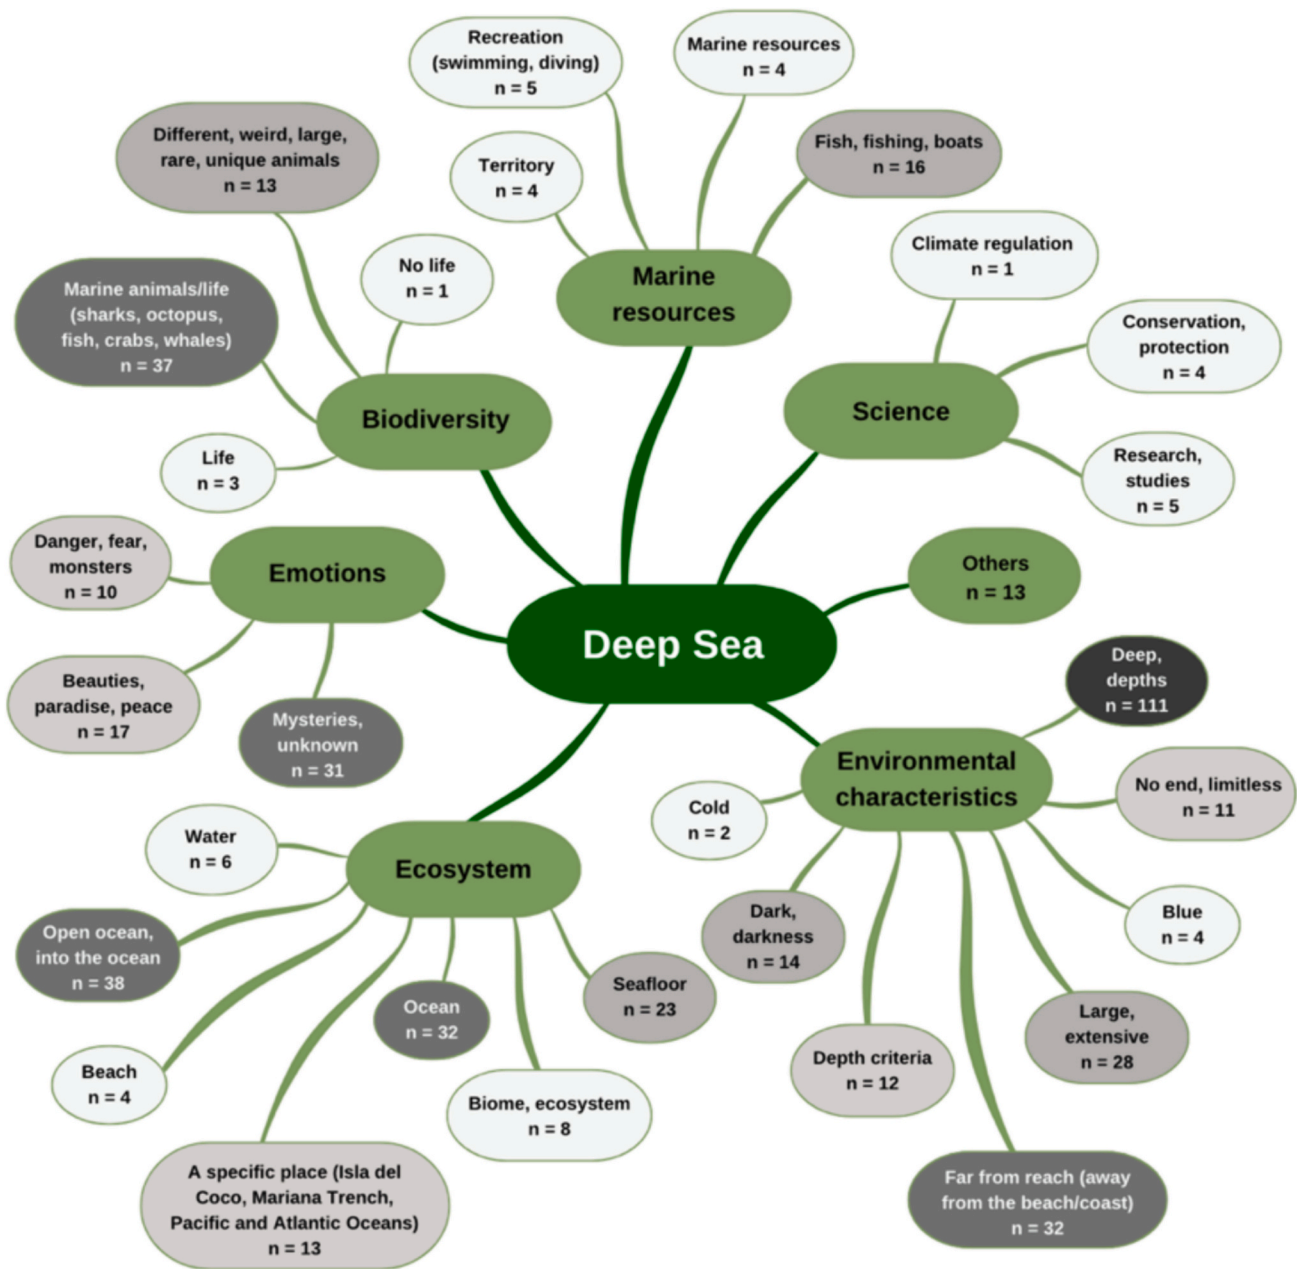 Recreation
(swimming, diving)
n = 5
Marine resources
n = 4
Different, weird, large,
rare, unique animals
n = 13
Fish, fishing, boats
n = 16
Territory
n = 4
Climate regulation
n = 1
No life
n = 1
Marine
resources
Marine animals/life
(sharks, octopus,
fish, crabs, whales)
n = 37
Conservation,
protection
n = 4
Biodiversity
Science
Life
n = 3
Research,
studies
n = 5
Danger, fear,
monsters
n = 10
Emotions
Others
n = 13
Deep Sea
Beauties,
paradise, peace
n = 17
Mysteries,
unknown
n = 31
Deep,
depths
n = 111
Environmental
characteristics
No end, limitless
n = 11
Cold
n = 2
Water
n = 6
Ecosystem
Blue
n = 4
Dark,
darkness
n = 14
Open ocean,
into the ocean
n = 38
Seafloor
n = 23
Ocean
n = 32
Large,
extensive
n = 28
Depth criteria
n = 12
Beach
n = 4
Biome, ecosystem
n = 8
A specific place (Isla del
Coco, Mariana Trench,
Pacific and Atlantic Oceans)
n = 13
Far from reach (away
from the beach/coast)
n = 32